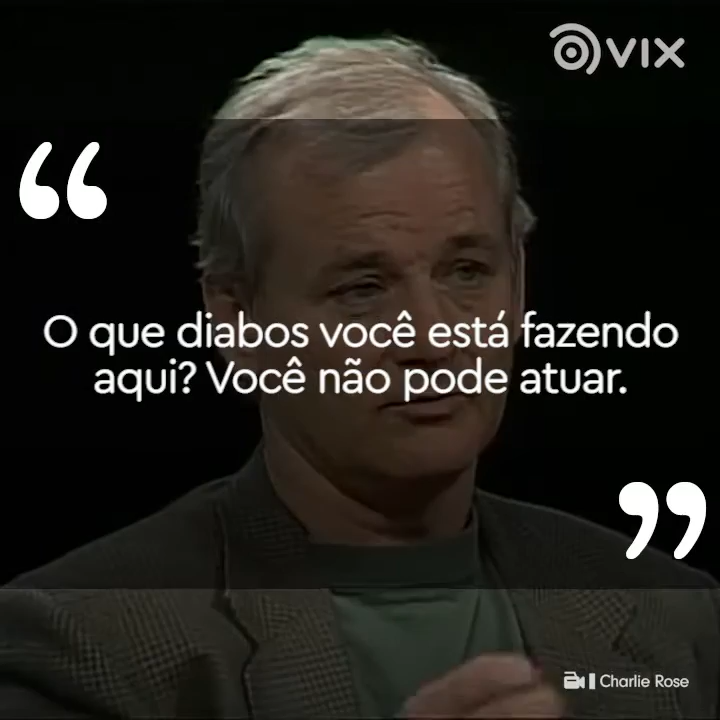 VIX
“
O que diabos você está fazendo
aqui? Você não pode atuar.
”
Charlie Rose